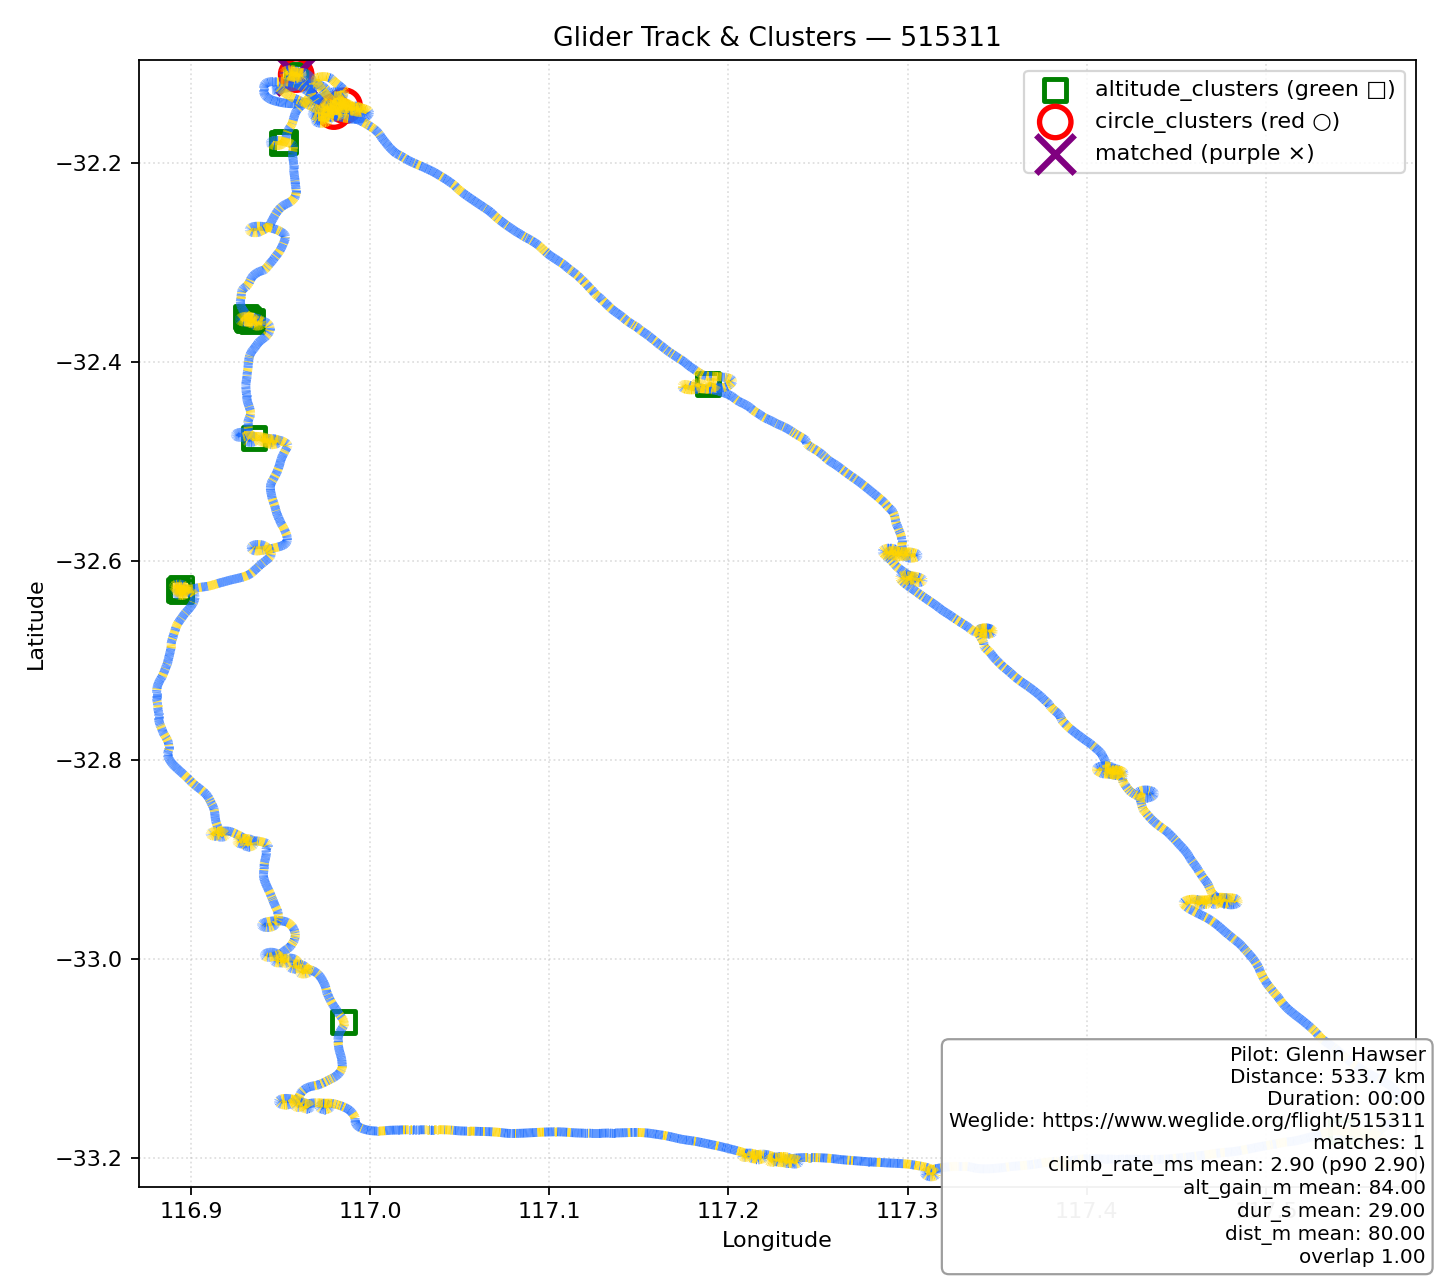 Glider Track & Clusters — 515311
altitude_clusters (green □)
circle_clusters (red ○)
matched (purple ×)
−32.2
−32.4
−32.6
−32.8
−33.0
−33.2
Latitude
116.9
117.0
117.1
117.2
117.3
117.4
Longitude
Pilot: Glenn Hawser
Distance: 533.7 km
Duration: 00:00
Weglide: https://www.weglide.org/flight/515311
matches: 1
climb_rate_ms mean: 2.90 (p90 2.90)
alt_gain_m mean: 84.00
dur_s mean: 29.00
dist_m mean: 80.00
overlap 1.00